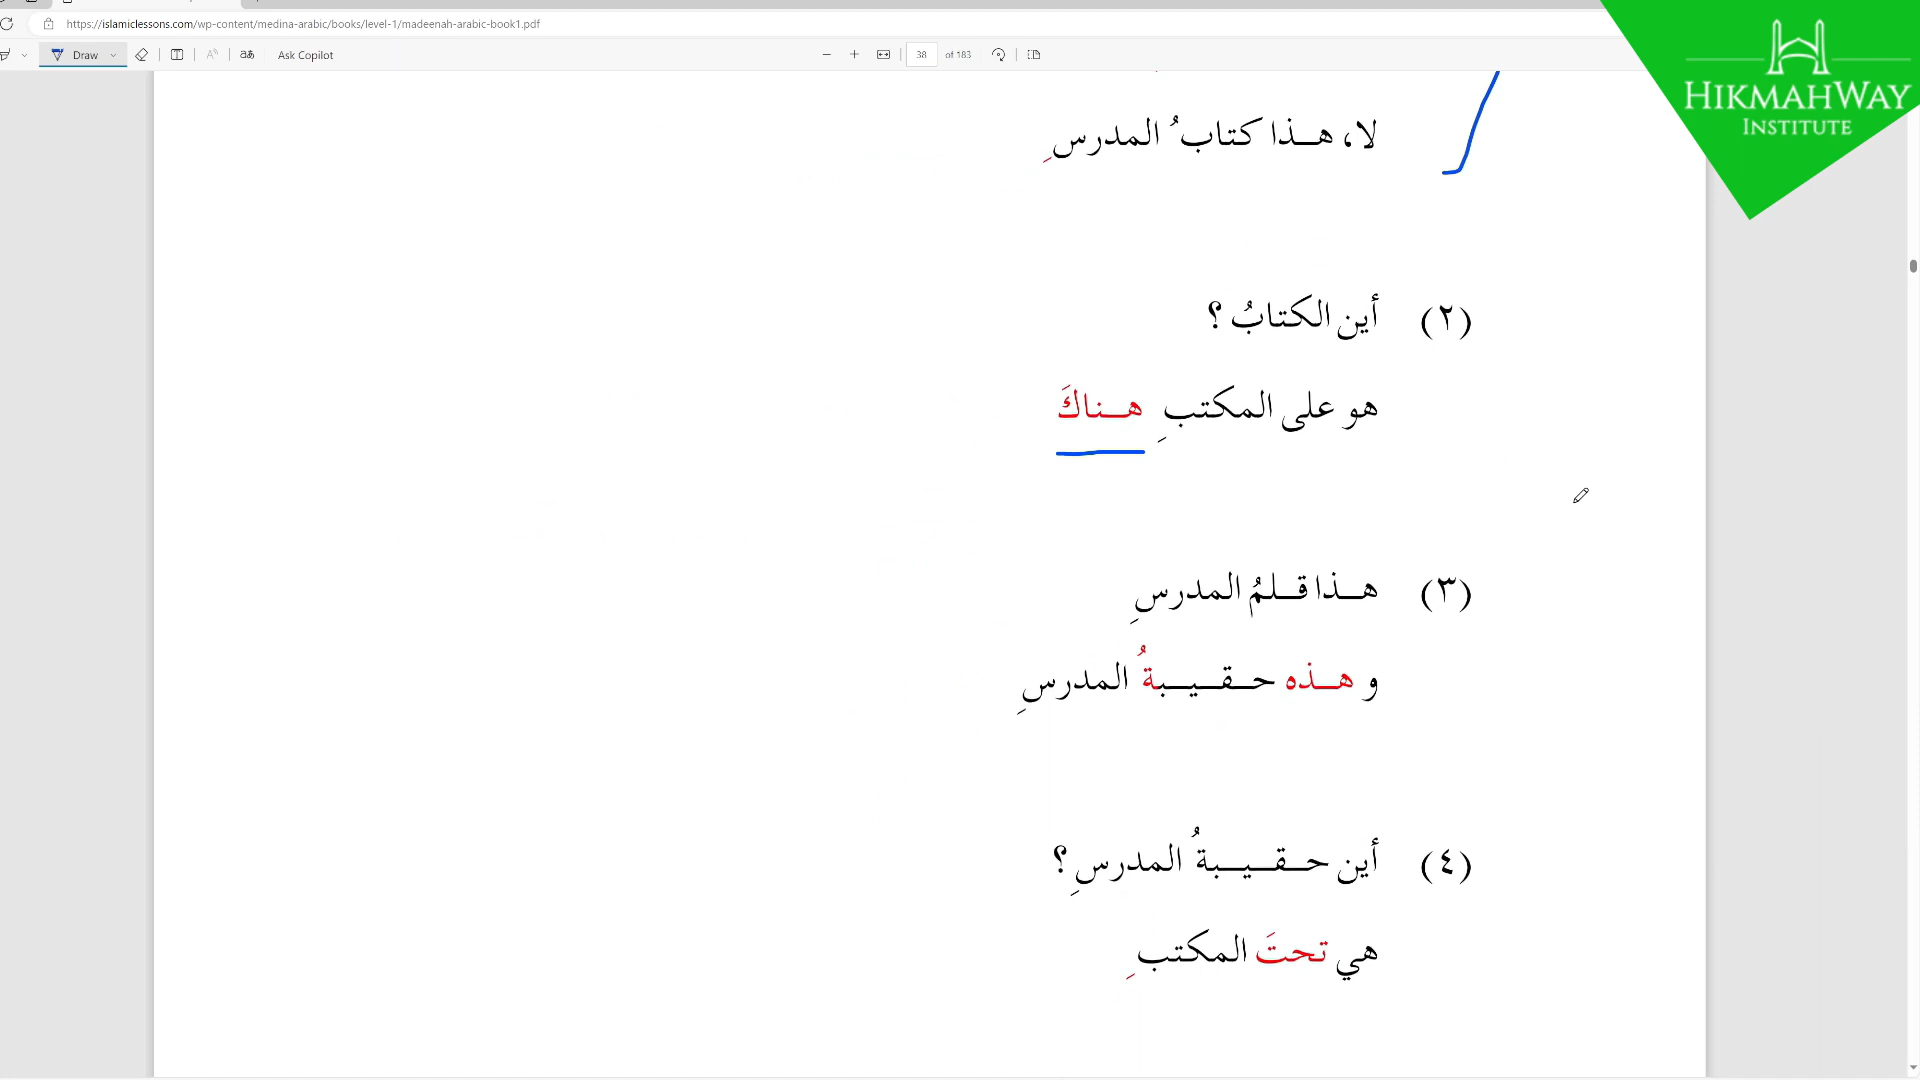 https://islamiclessons.com/wp-content/medina-arabic/books/level-1/madeenah-arabic-book1.pdf
Draw
Ask Copilot
38 of 183
HIKMAHWAY
INSTITUTE
لا، هـذا كتابُ المدرسِ
(٢) أين الكتابُ ؟
هو على المكتبِ هـناكَ
(٣) هـذا قـلمُ المدرسِ
و هـذه حـقـيـبةُ المدرسِ
(٤) أين حـقـيـبةُ المدرسِ؟
هي تحتَ المكتبِ